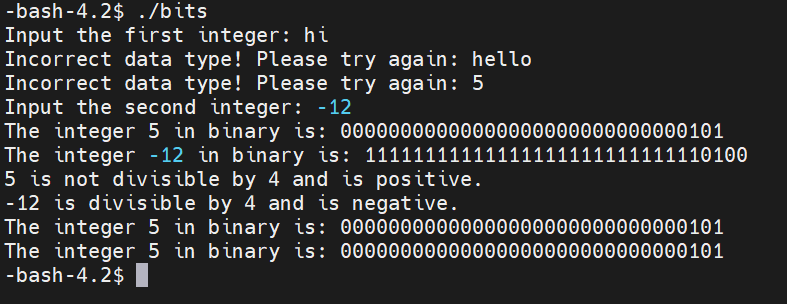 -bash-4.2$ ./bits
Input the first integer: hi
Incorrect data type! Please try again: hello
Incorrect data type! Please try again: 5
Input the second integer: -12
The integer 5 in binary is: 00000000000000000000000000000101
The integer -12 in binary is: 11111111111111111111111111110100
5 is not divisible by 4 and is positive.
-12 is divisible by 4 and is negative.
The integer 5 in binary is: 00000000000000000000000000000101
The integer 5 in binary is: 00000000000000000000000000000101
-bash-4.2$